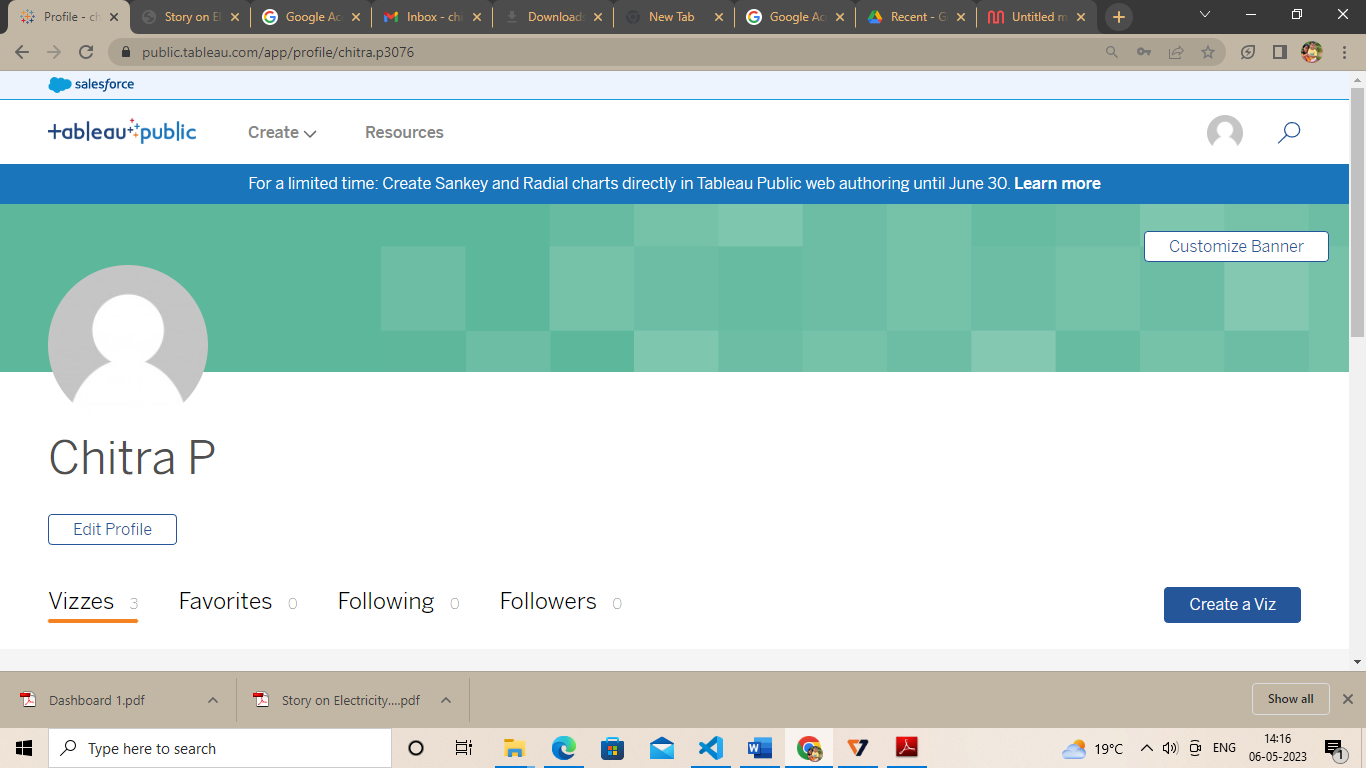 Profile - ch
Story on El
Google Ac
Inbox - chi
Download
New Tab
Google Ac
Recent - G
Untitled m
public.tableau.com/app/profile/chitra.p3076
salesforce
tableau public
Create
Resources
For a limited time: Create Sankey and Radial charts directly in Tableau Public web authoring until June 30. Learn more
Customize Banner
Chitra P
Edit Profile
Vizzes 3
Favorites 0
Following 0
Followers 0
Create a Viz
Dashboard 1.pdf
Story on Electricity....pdf
Show all
Type here to search
19°C
ENG
14:16
06-05-2023
1